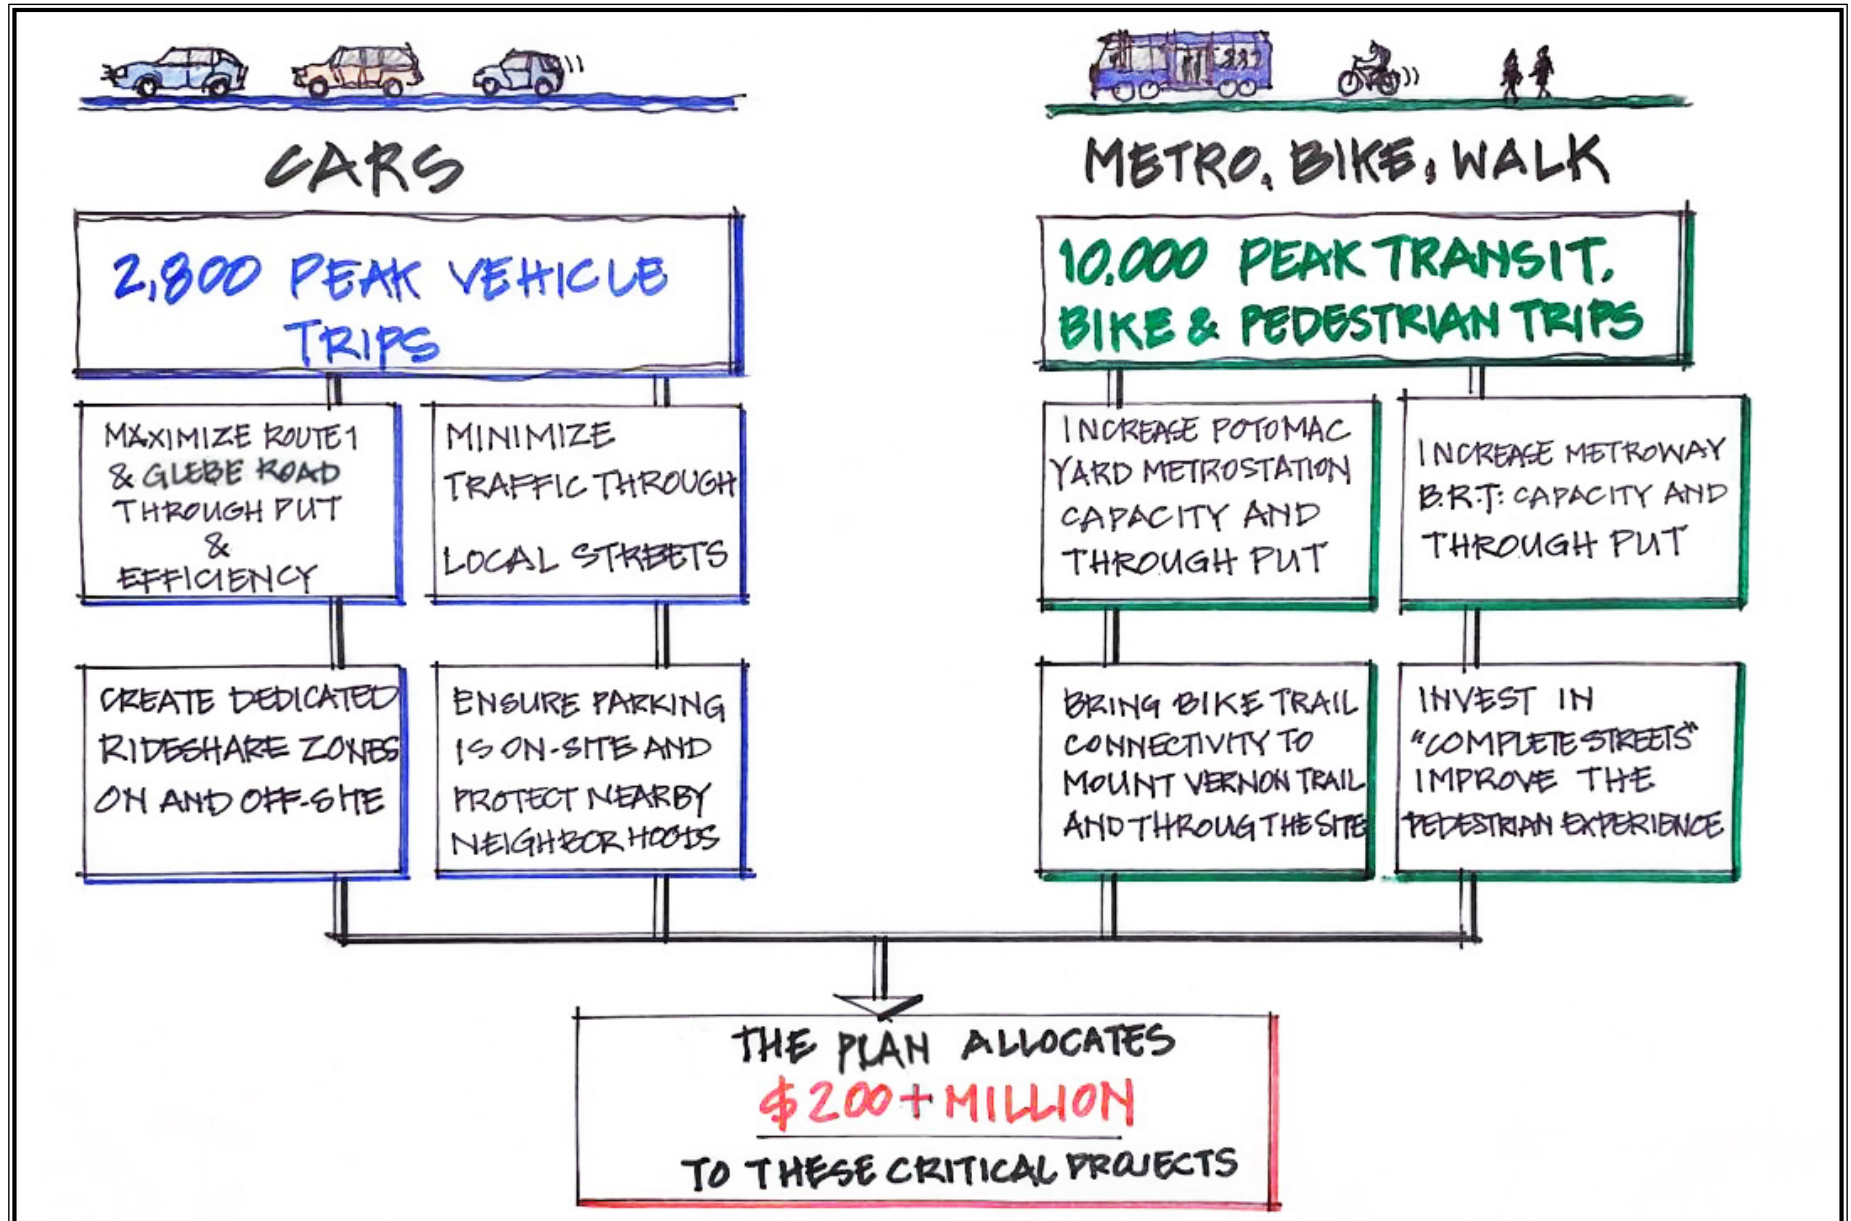 CARS
2,800 PEAK VEHICLE
TRIPS
MAXIMIZE ROUTE 1
& GLEBE ROAD
THROUGH PUT
&
EFFICIENCY
MINIMIZE
TRAFFIC THROUGH
LOCAL STREETS
CREATE DEDICATED
RIDESHARE ZONES
ON AND OFF-SITE
ENSURE PARKING
IS ON-SITE AND
PROTECT NEARBY
NEIGHBORHOODS
METRO, BIKE, WALK
10,000 PEAK TRANSIT,
BIKE & PEDESTRIAN TRIPS
INCREASE POTOMAC
YARD METROSTATION
CAPACITY AND
THROUGH PUT
INCREASE METROWAY
B.R.T: CAPACITY AND
THROUGH PUT
BRING BIKE TRAIL
CONNECTIVITY TO
MOUNT VERNON TRAIL
AND THROUG THE SITE
INVEST IN
"COMPLETE STREETS"
IMPROVE THE
PEDESTRIAN EXPERIENCE
THE PLAN ALLOCATES
$200+ MILLION
TO THESE CRITICAL PROJECTS